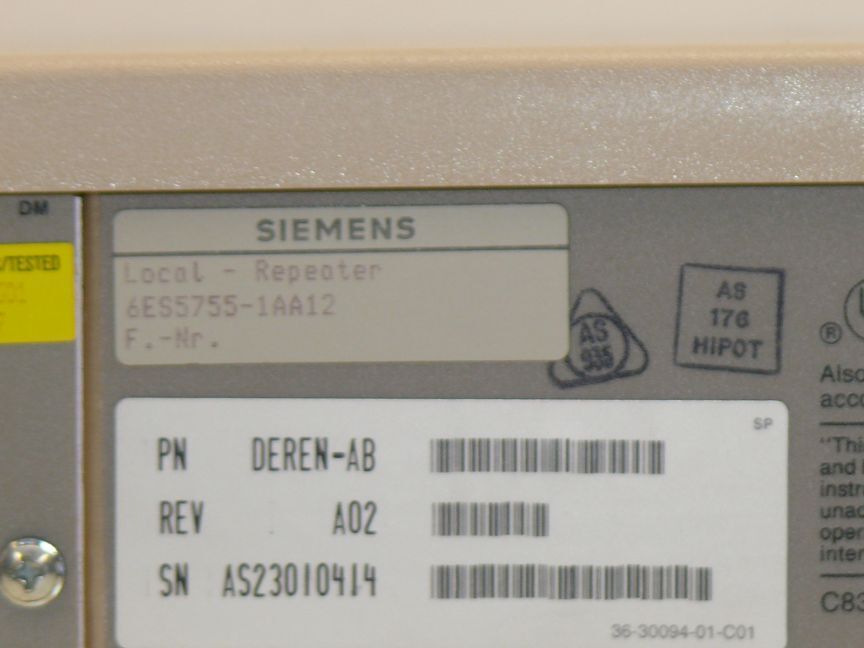 DM
/TESTED
SIEMENS
Local - Repeater
6ES5755-1AA12
F.-Nr.
AS
935
AS
176
HIPOT
®
SP
PN DEREN-AB
REV A02
SN AS23010414
36-30094-01-C01
Also
acco
"This
and
instr
unau
oper
inter
C83